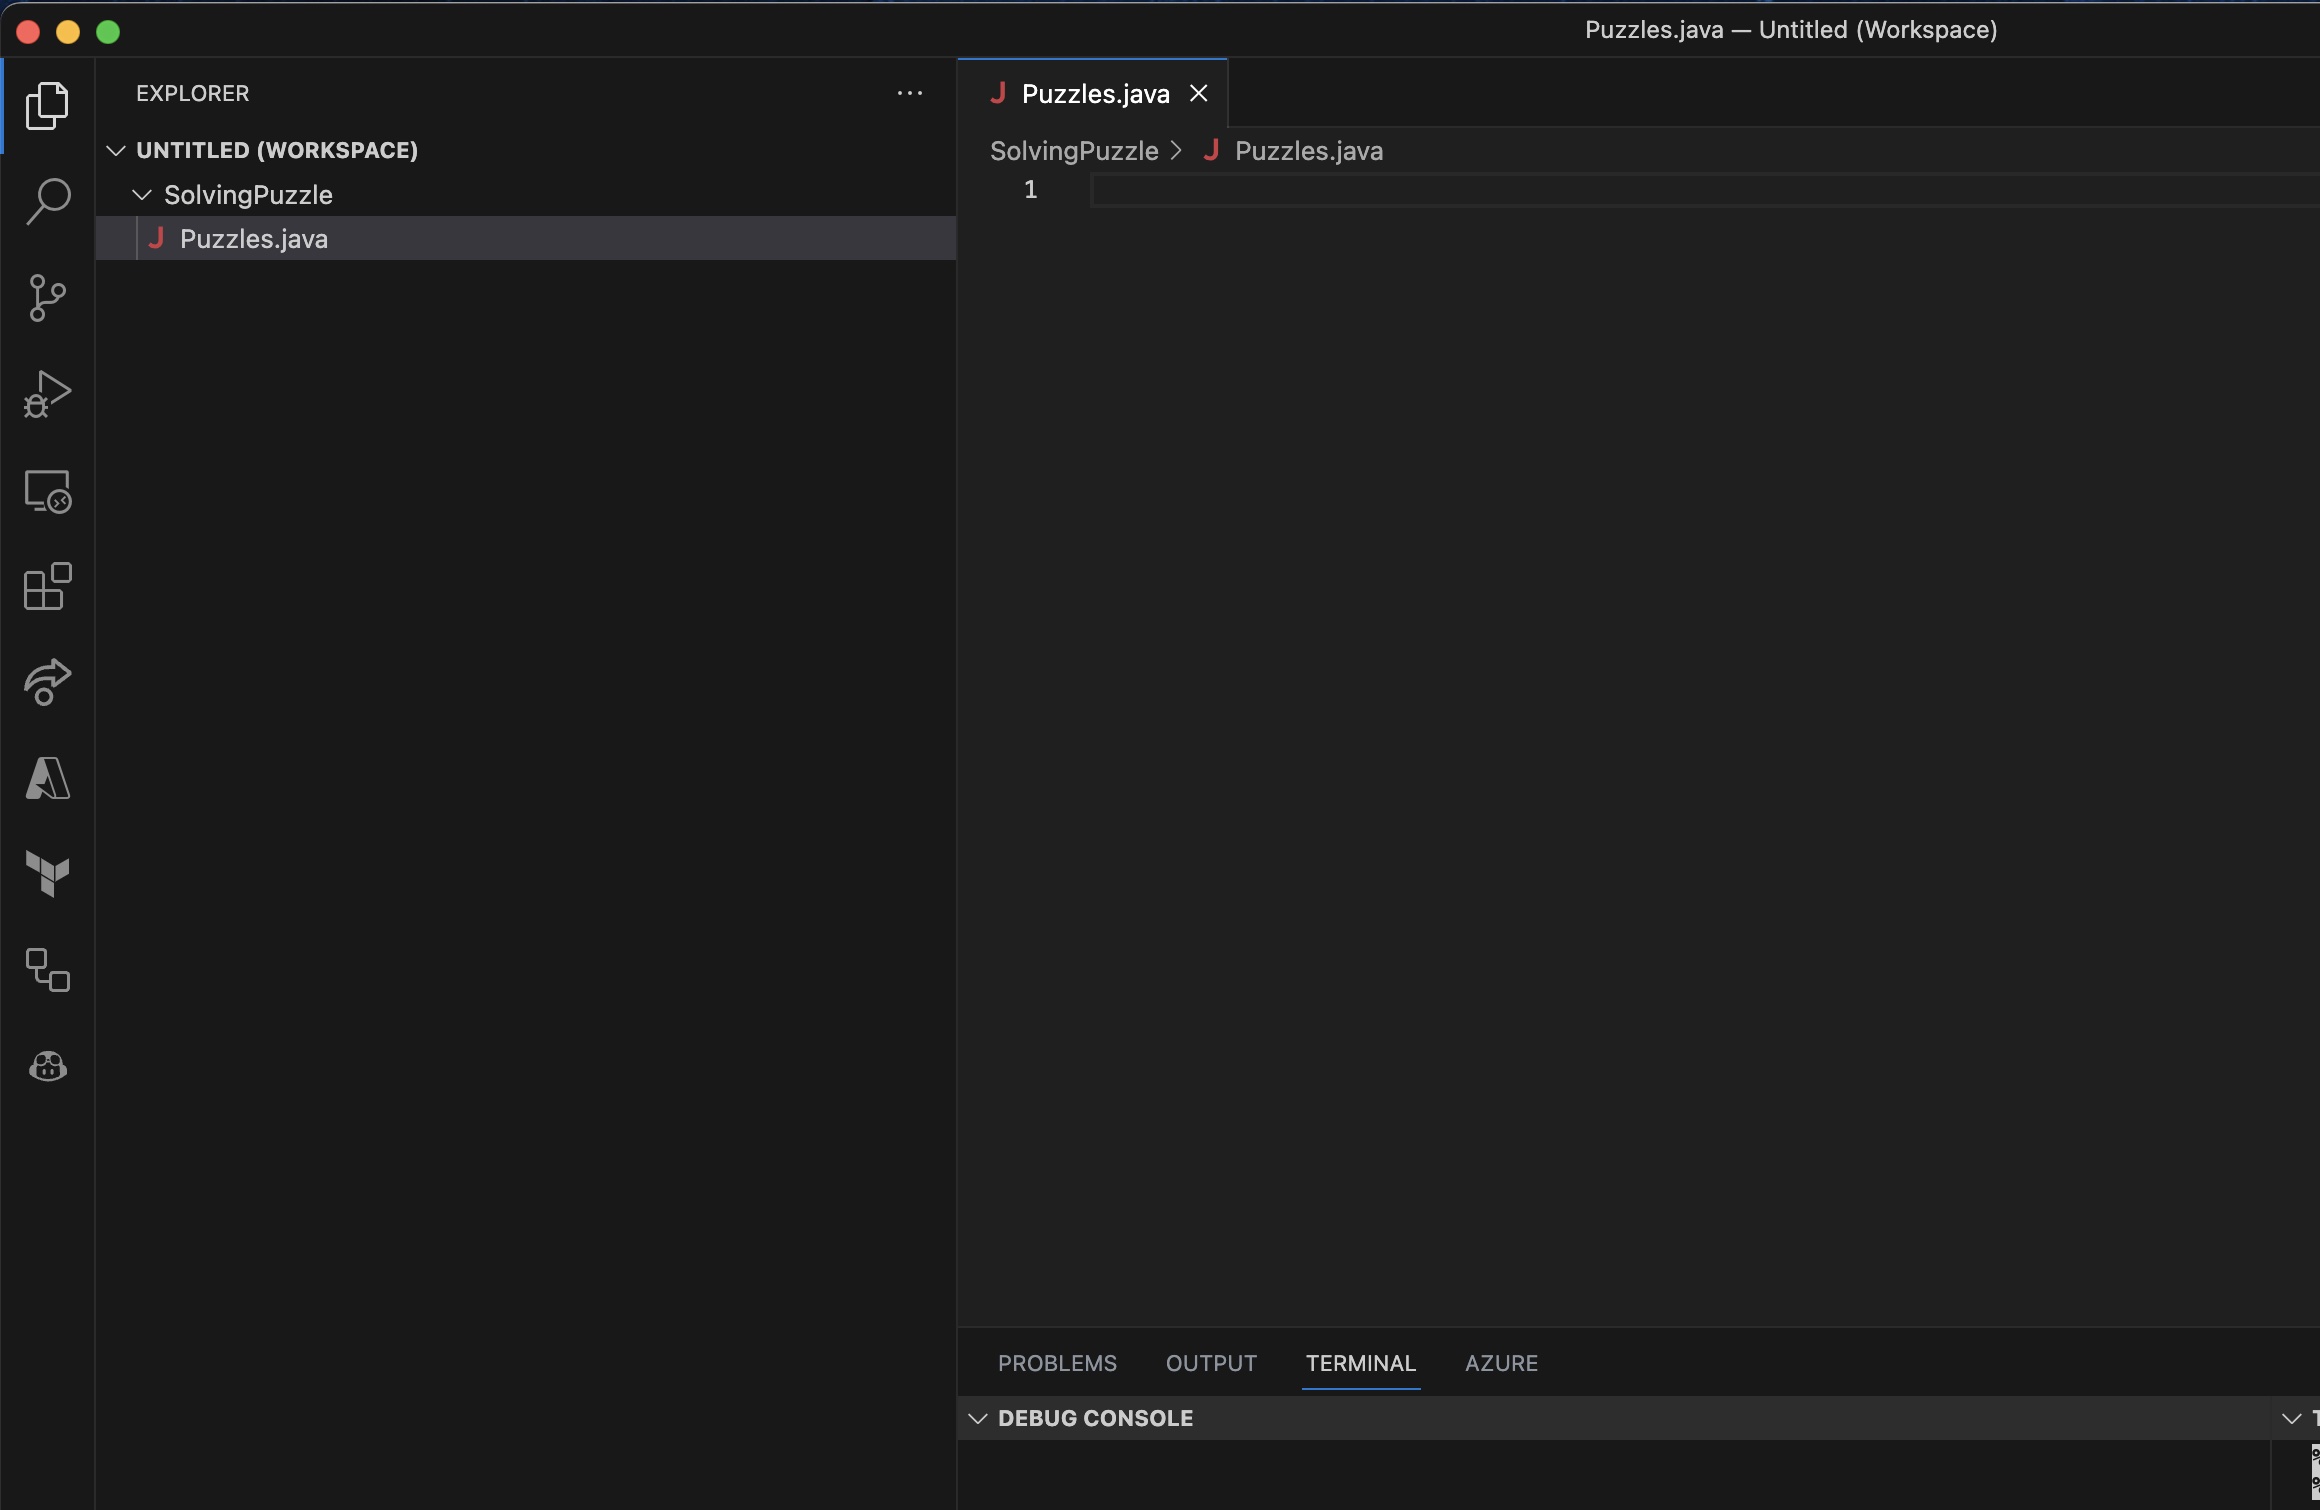 Puzzles.java — Untitled (Workspace)
EXPLORER
UNTITLED (WORKSPACE)
SolvingPuzzle
J Puzzles.java
J Puzzles.java
SolvingPuzzle > J Puzzles.java
1
PROBLEMS OUTPUT TERMINAL AZURE
DEBUG CONSOLE